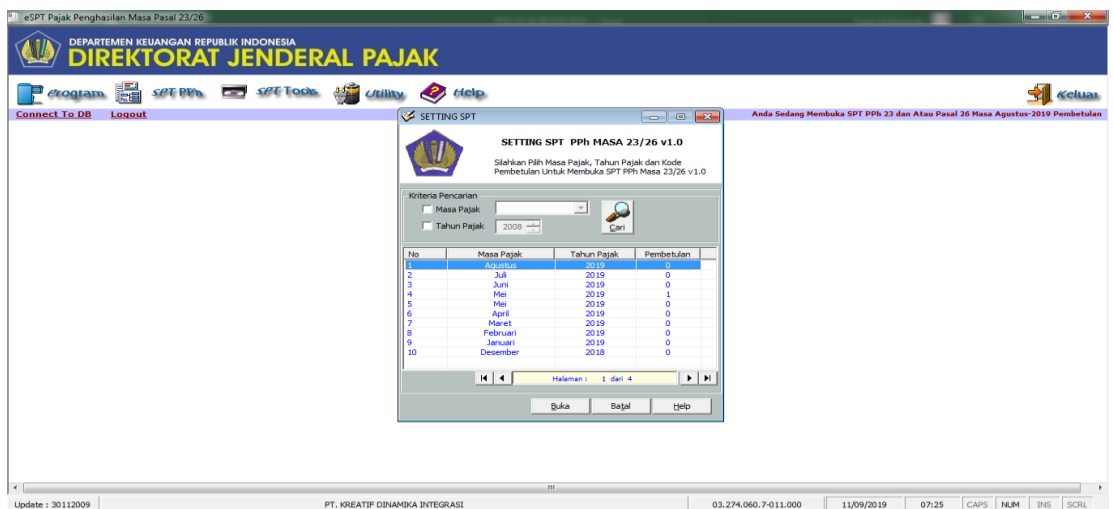 eSPT Pajak Penghasilan Masa Pasal 23/26
DEPARTEMEN KEUANGAN REPUBLIK INDONESIA
DIREKTORAT JENDERAL PAJAK
Program SPT PPh SPT Tools Utility Help Keluar
Connect To DB Logout
Anda Sedang Membuka SPT PPh 23 dan Atau Pasal 26 Masa Agustus-2019 Pembetulan
SETTING SPT
SETTING SPT PPh MASA 23/26 v1.0
Silahkan Pilih Masa Pajak, Tahun Pajak dan Kode
Pembetulan Untuk Membuka SPT PPh Masa 23/26 v1.0
Kriteria Pencarian
Masa Pajak
Tahun Pajak 2008
Cari
No Masa Pajak Tahun Pajak Pembetulan
1 Agustus 2019 0
2 Juli 2019 0
3 Juni 2019 0
4 Mei 2019 1
5 Mei 2019 0
6 April 2019 0
7 Maret 2019 0
8 Februari 2019 0
9 Januari 2019 0
10 Desember 2018 0
Halaman : 1 dari 4
Buka Batal Help
Update : 30112009 PT. KREATIF DINAMIKA INTEGRASI 03.274.060.7-011.000 11/09/2019 07:25 CAPS NUM INS SCRL